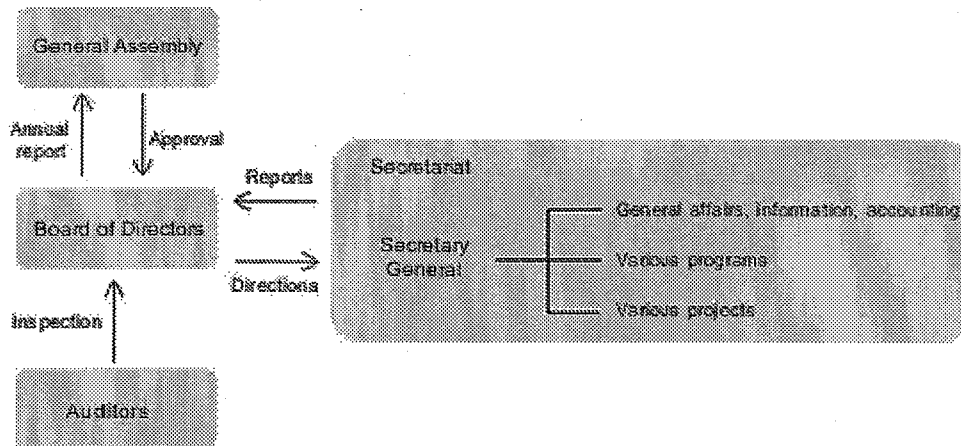 General Assembly
Annual
report
Approval
Board of Directors
Reports
Directions
Inspection
Auditors
Secretariat
Secretary
General
General affairs, information, accounting
Various programs
Various projects